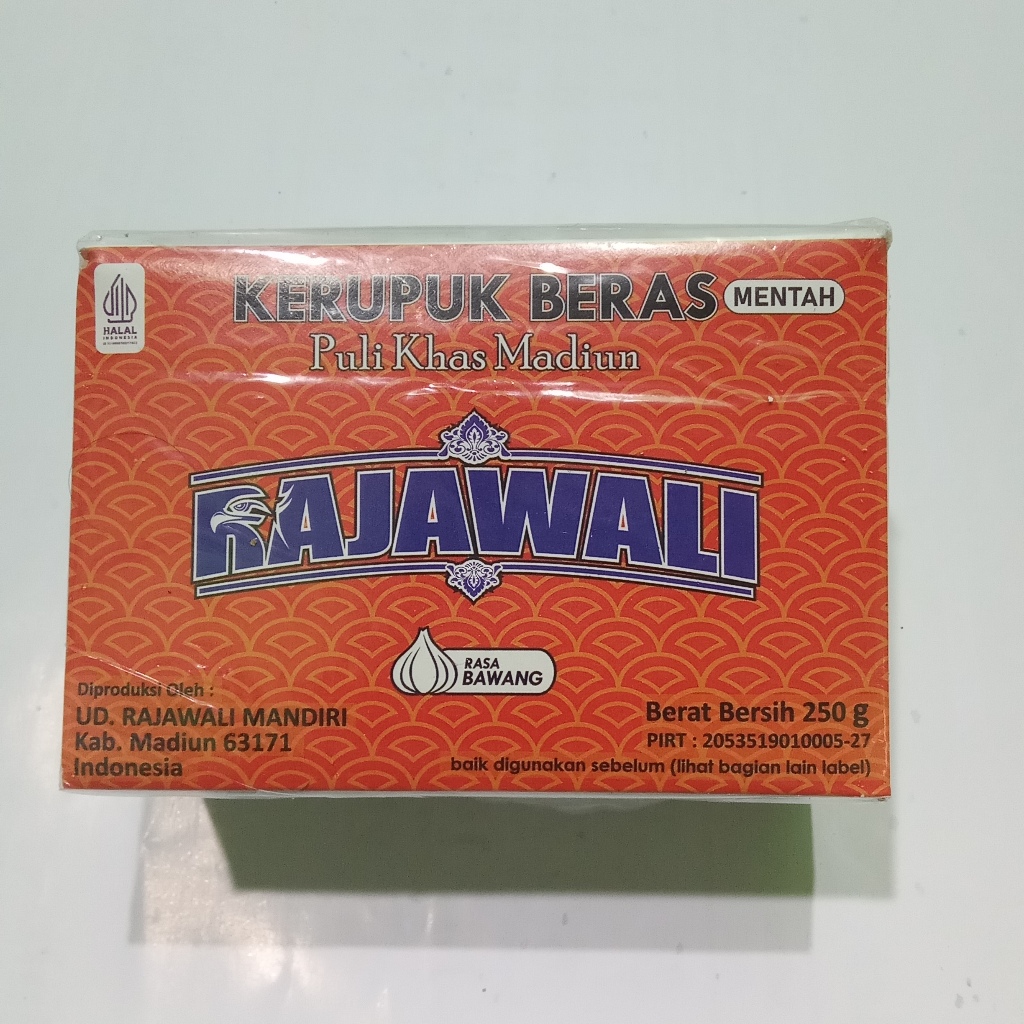 HALAL
INDONESIA
KERUPUK BERAS MENTAH
Puli Khas Madiun
RAJAWALI
RASA
BAWANG
Diproduksi Oleh :
UD. RAJAWALI MANDIRI
Kab. Madiun 63171
Indonesia
Berat Bersih 250 g
PIRT : 2053519010005-27
baik digunakan sebelum (lihat bagian lain label)